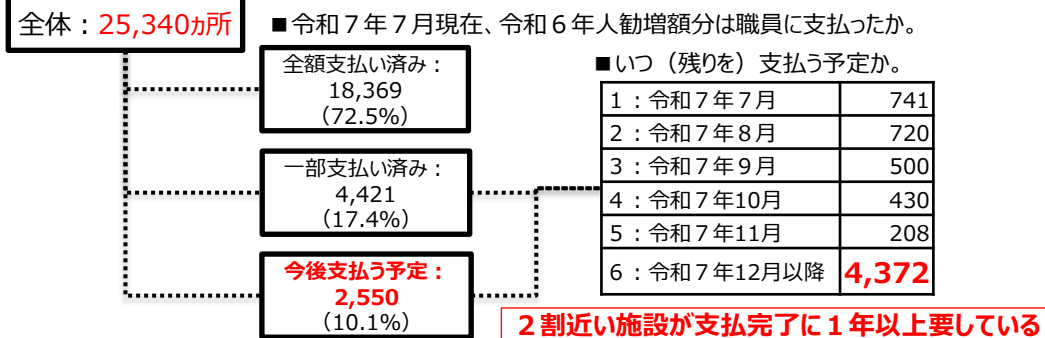 全体：25,340カ所
■令和７年７月現在、令和６年人勧増額分は職員に支払ったか。
全額支払い済み：
18,369
（72.5%）
一部支払い済み：
4,421
（17.4%）
今後支払う予定：
2,550
（10.1%）
■いつ（残りを）支払う予定か。
1：令和７年７月 741
2：令和７年８月 720
3：令和７年９月 500
4：令和７年10月 430
5：令和７年11月 208
6：令和７年12月以降 4,372
２割近い施設が支払完了に１年以上要している